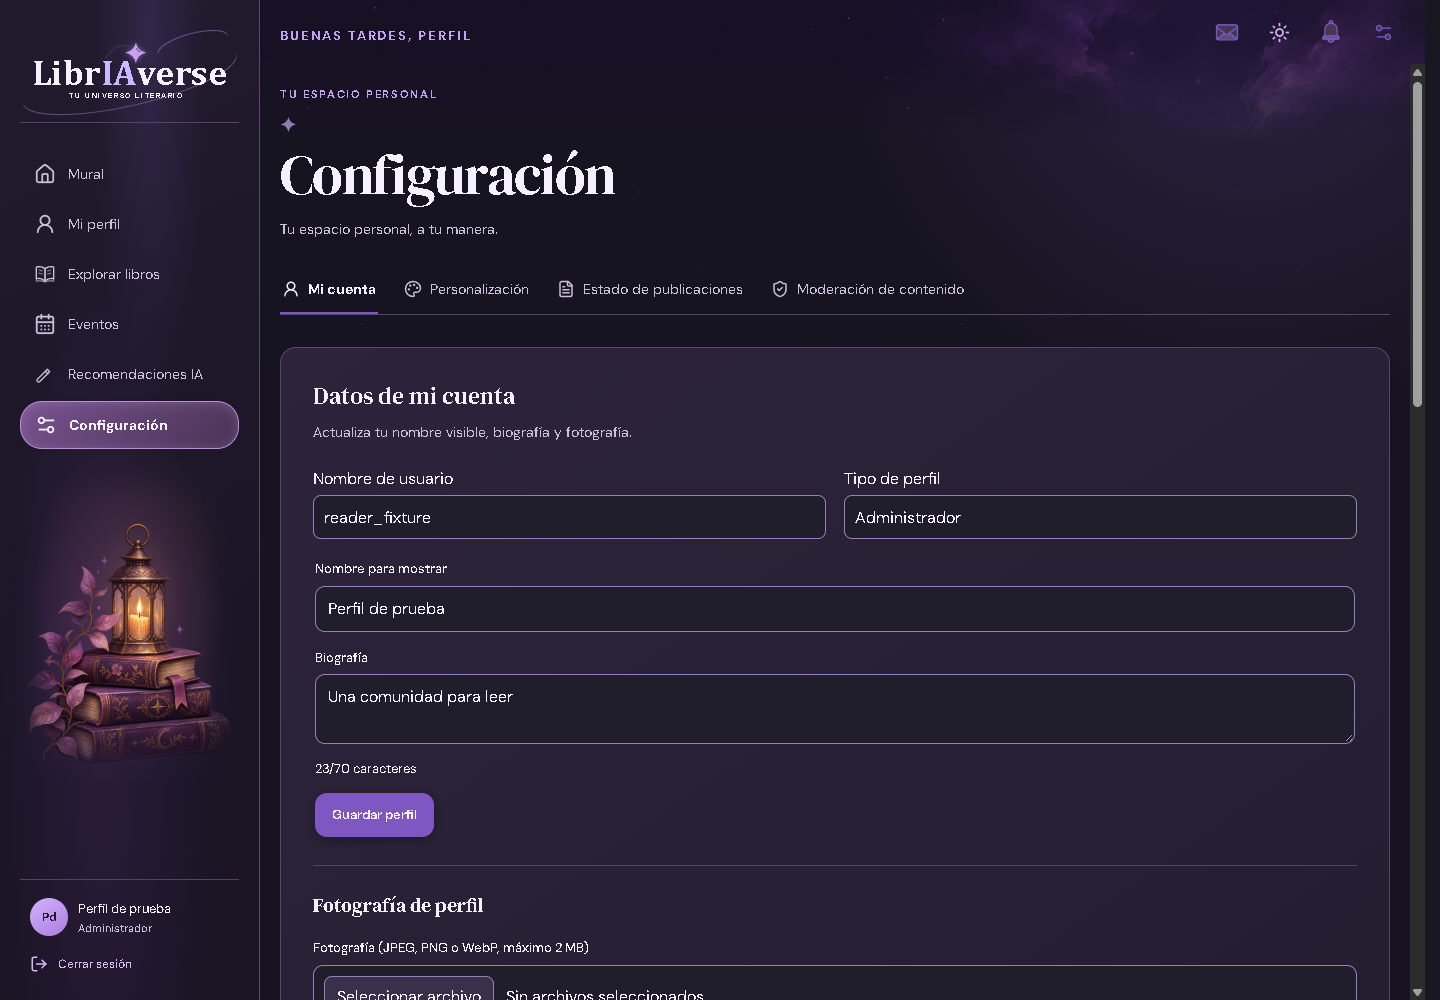 LibrIAverse
TU UNIVERSO LITERARIO
Mural
Mi perfil
Explorar libros
Eventos
Recomendaciones IA
Configuración
Pd
Perfil de prueba
Administrador
Cerrar sesión
BUENAS TARDES, PERFIL
TU ESPACIO PERSONAL
Configuración
Tu espacio personal, a tu manera.
Mi cuenta
Personalización
Estado de publicaciones
Moderación de contenido
Datos de mi cuenta
Actualiza tu nombre visible, biografía y fotografía.
Nombre de usuario
reader_fixture
Tipo de perfil
Administrador
Nombre para mostrar
Perfil de prueba
Biografía
Una comunidad para leer
23/70 caracteres
Guardar perfil
Fotografía de perfil
Fotografía (JPEG, PNG o WebP, máximo 2 MB)
Seleccionar archivo
Sin archivos seleccionados